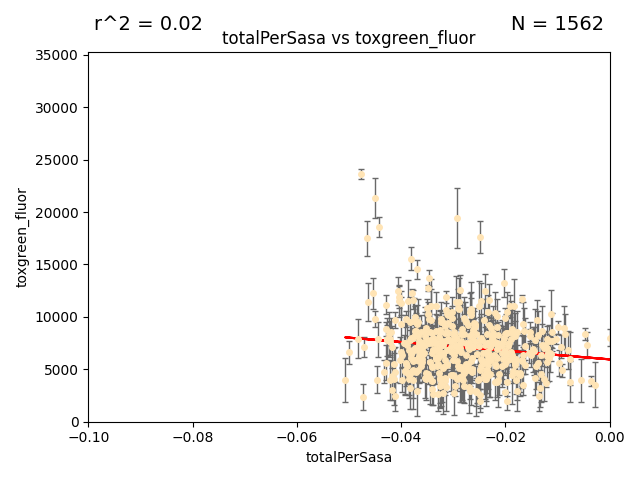 r^2 = 0.02
N = 1562
totalPerSasa vs toxgreen_fluor
35000
30000
25000
20000
15000
10000
5000
0
toxgreen_fluor
−0.10
−0.08
−0.06
−0.04
−0.02
0.00
totalPerSasa